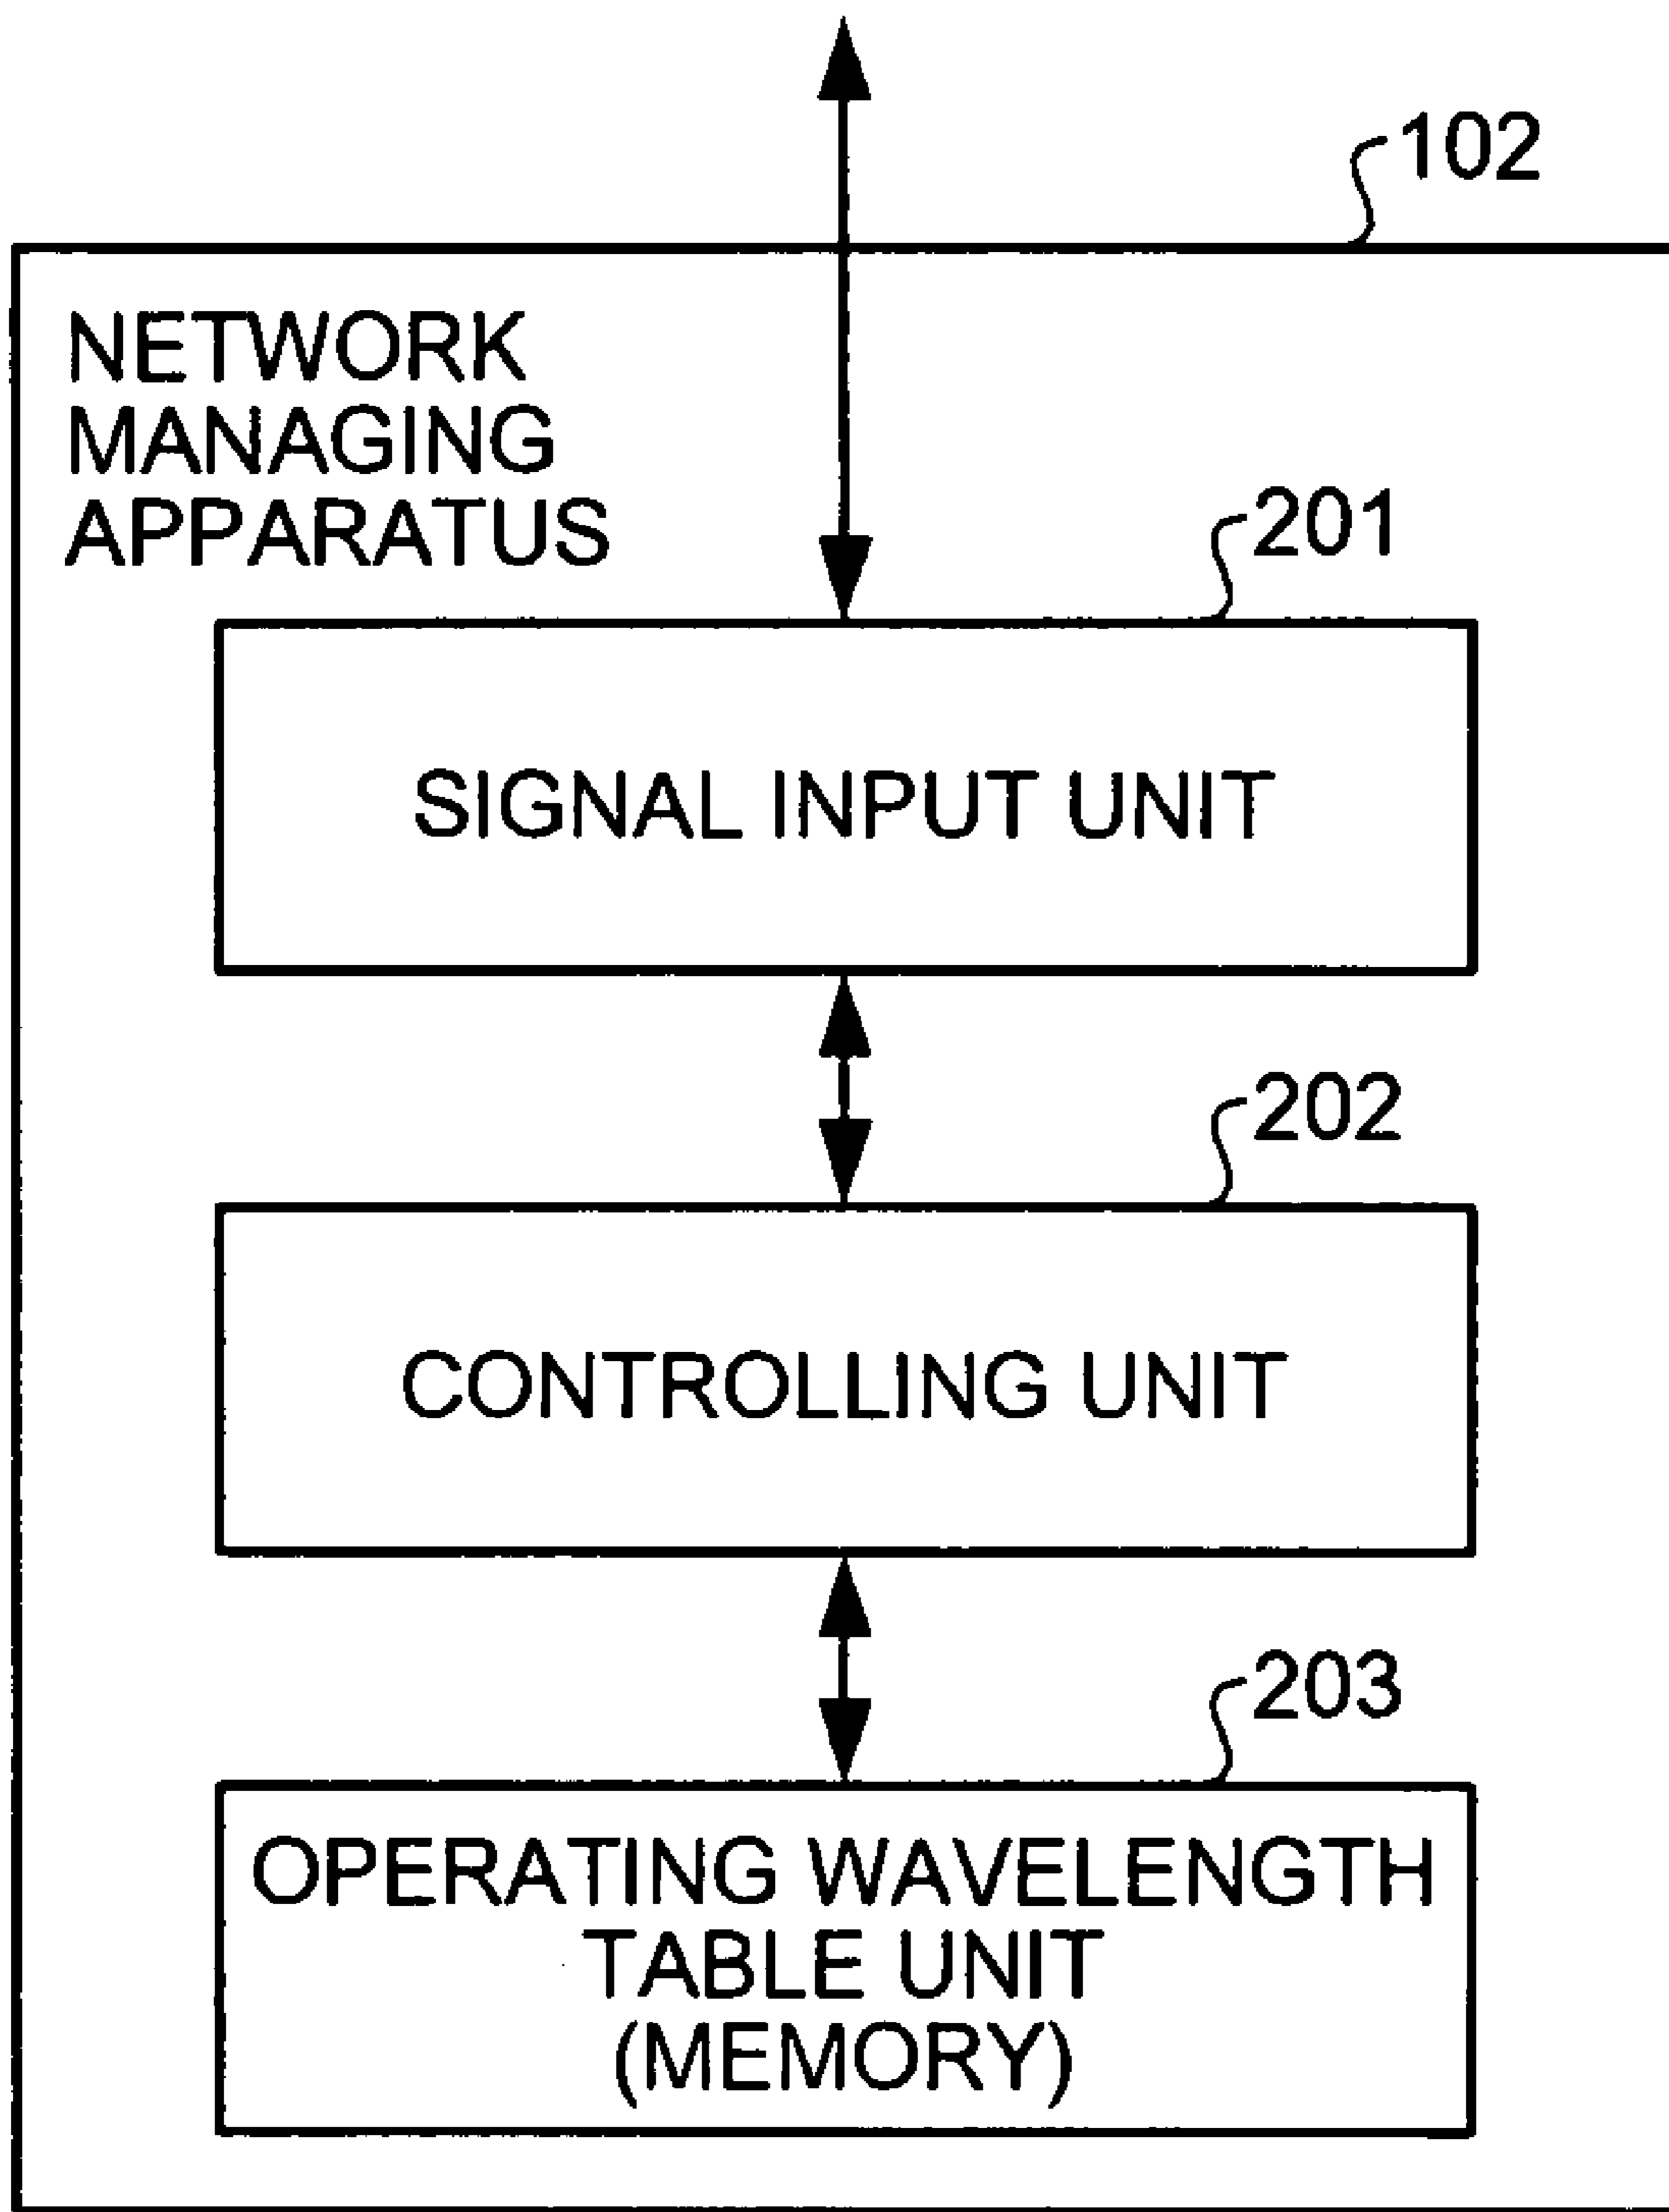 102
NETWORK
MANAGING
APPARATUS
201
SIGNAL INPUT UNIT
202
CONTROLLING UNIT
203
OPERATING WAVELENGTH
TABLE UNIT
(MEMORY)